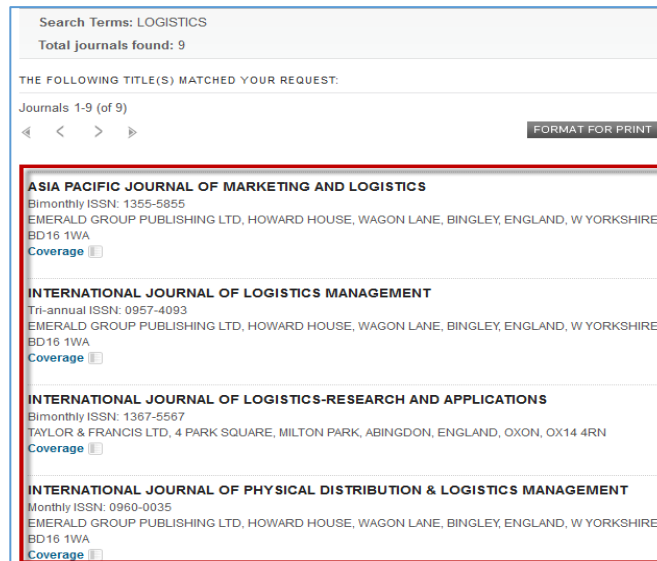 Search Terms: LOGISTICS
Total journals found: 9
THE FOLLOWING TITLE(S) MATCHED YOUR REQUEST:
Journals 1-9 (of 9)
FORMAT FOR PRINT
ASIA PACIFIC JOURNAL OF MARKETING AND LOGISTICS
Bimonthly ISSN: 1355-5855
EMERALD GROUP PUBLISHING LTD, HOWARD HOUSE, WAGON LANE, BINGLEY, ENGLAND, W YORKSHIRE
BD16 1WA
Coverage
INTERNATIONAL JOURNAL OF LOGISTICS MANAGEMENT
Tri-annual ISSN: 0957-4093
EMERALD GROUP PUBLISHING LTD, HOWARD HOUSE, WAGON LANE, BINGLEY, ENGLAND, W YORKSHIRE
BD16 1WA
Coverage
INTERNATIONAL JOURNAL OF LOGISTICS-RESEARCH AND APPLICATIONS
Bimonthly ISSN: 1367-5567
TAYLOR & FRANCIS LTD, 4 PARK SQUARE, MILTON PARK, ABINGDON, ENGLAND, OXON, OX14 4RN
Coverage
INTERNATIONAL JOURNAL OF PHYSICAL DISTRIBUTION & LOGISTICS MANAGEMENT
Monthly ISSN: 0960-0035
EMERALD GROUP PUBLISHING LTD, HOWARD HOUSE, WAGON LANE, BINGLEY, ENGLAND, W YORKSHIRE
BD16 1WA
Coverage